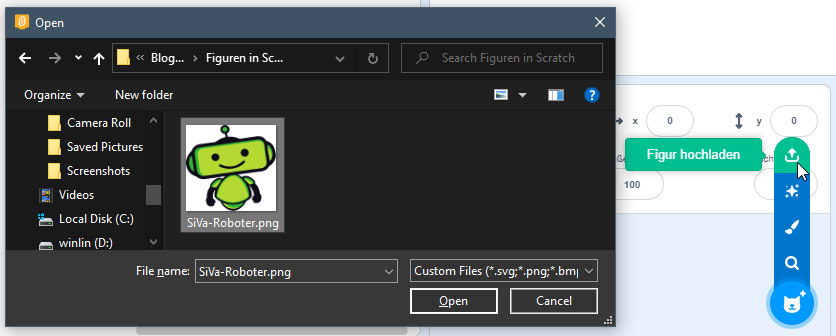 Open
Blog...
Figuren in Sc...
Search Figuren in Scratch
Organize
New folder
Camera Roll
Saved Pictures
Screenshots
Videos
Local Disk (C:)
winlin (D:)
SiVa-Roboter.png
File name:
SiVa-Roboter.png
Custom Files (*.svg;*.png;*.bmp
Open
Cancel
x
0
y
0
Figur hochladen
100